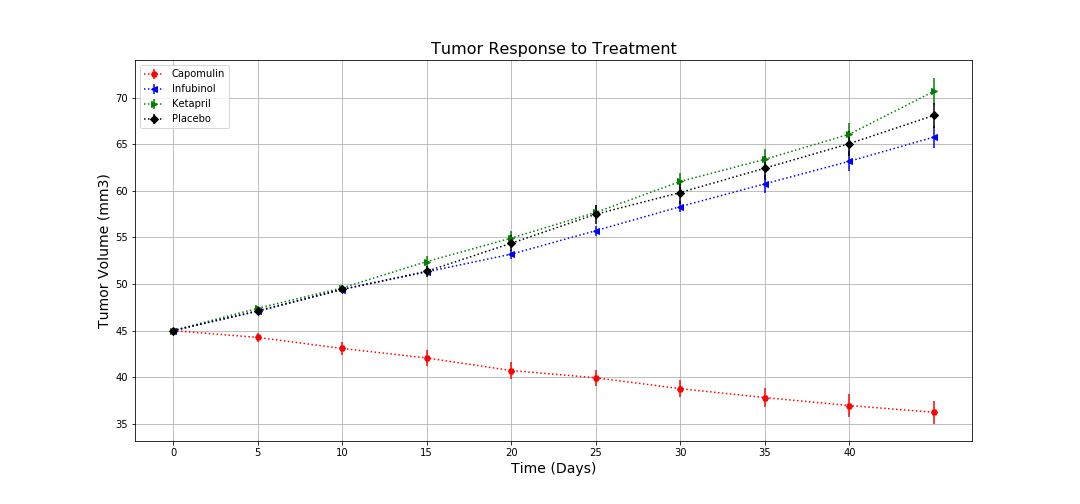 Tumor Response to Treatment
Capomulin
Infubinol
Ketapril
Placebo
Tumor Volume (mm3)
70
65
60
55
50
45
40
35
0 5 10 15 20 25 30 35 40
Time (Days)